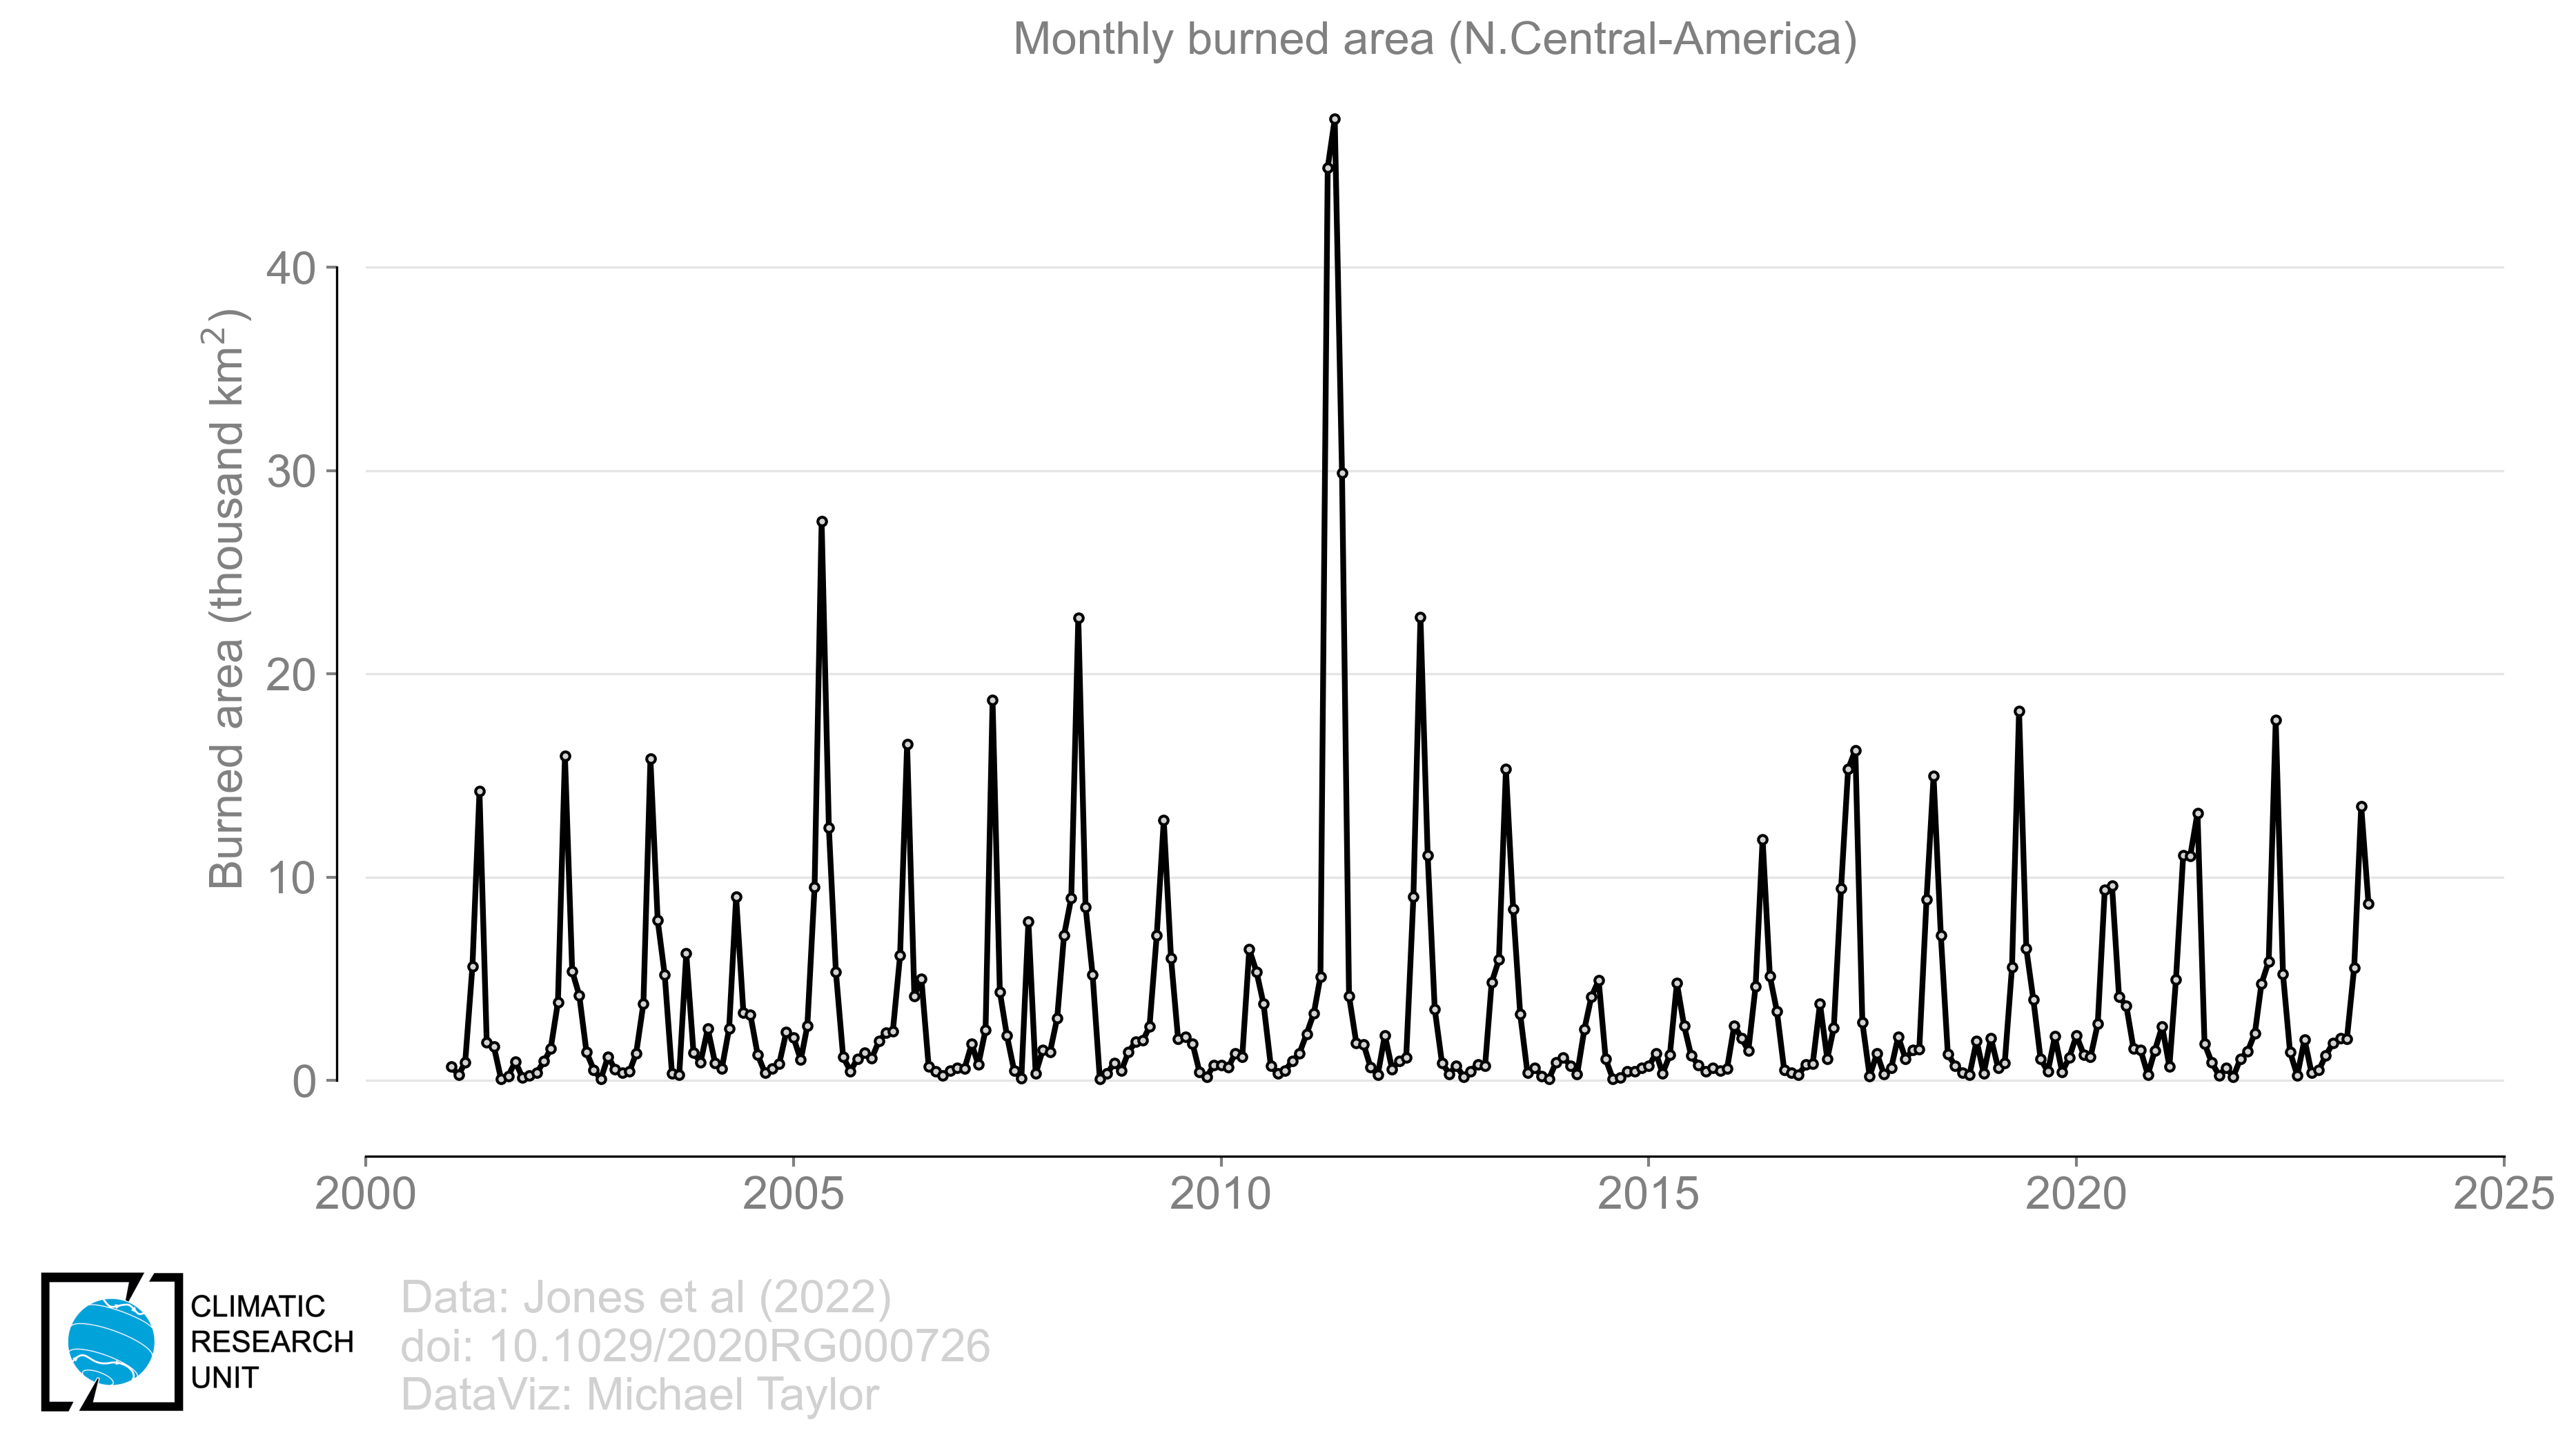 Monthly burned area (N.Central-America)
Burned area (thousand km²)
40
30
20
10
0
2000
2005
2010
2015
2020
2025
CLIMATIC
RESEARCH
UNIT
Data: Jones et al (2022)
doi: 10.1029/2020RG000726
DataViz: Michael Taylor